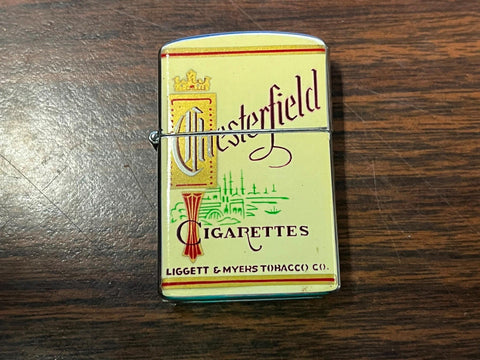 Chesterfield
CIGARETTES
LIGGETT & MYERS TOBACCO CO.